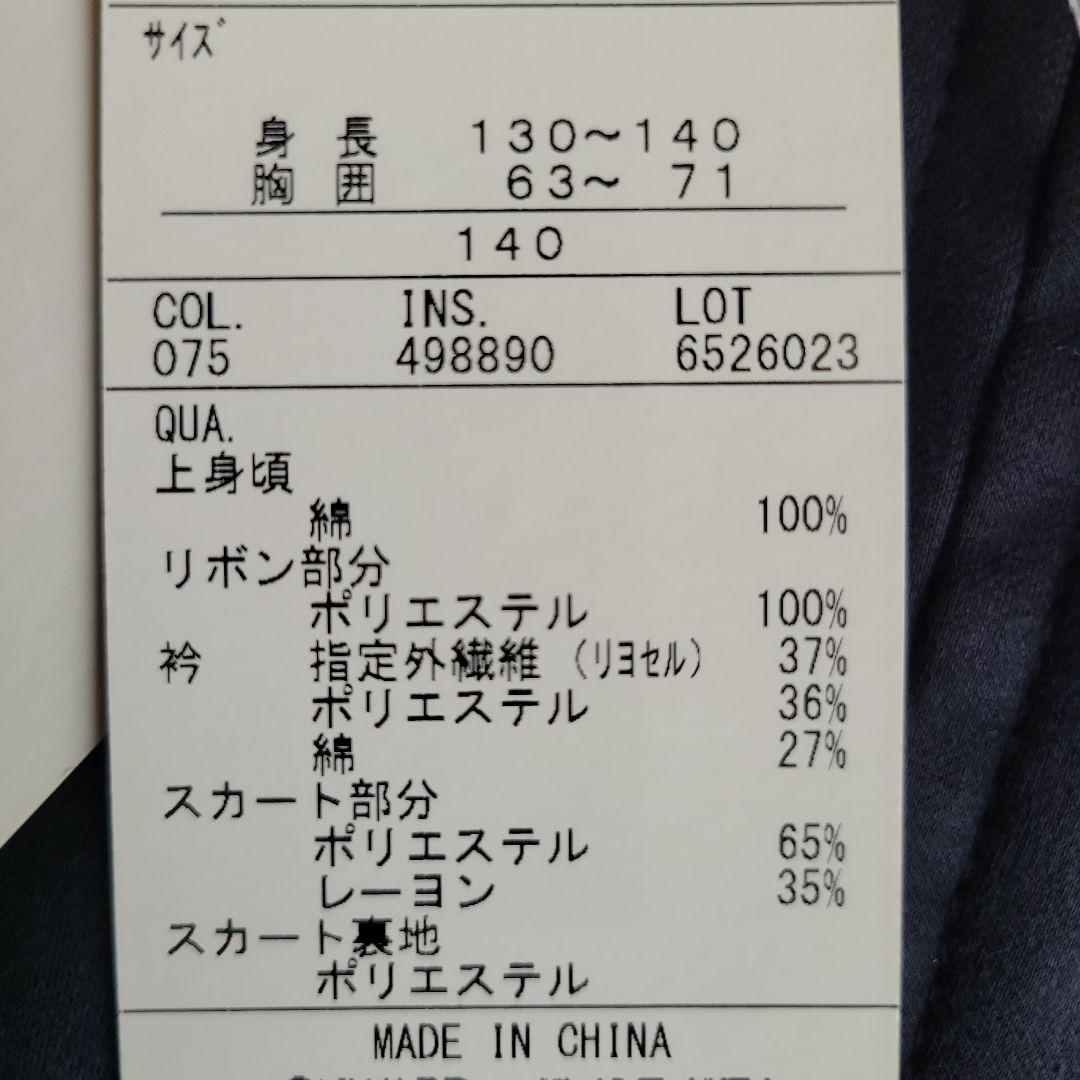 サイズ
身長 130～140
胸囲 63～ 71
140
COL. INS. LOT
075 498890 6526023
QUA.
上身頃
綿 100%
リボン部分
ポリエステル 100%
衿 指定外繊維（リヨセル） 37%
ポリエステル 36%
綿 27%
スカート部分
ポリエステル 65%
レーヨン 35%
スカート裏地
ポリエステル
MADE IN CHINA